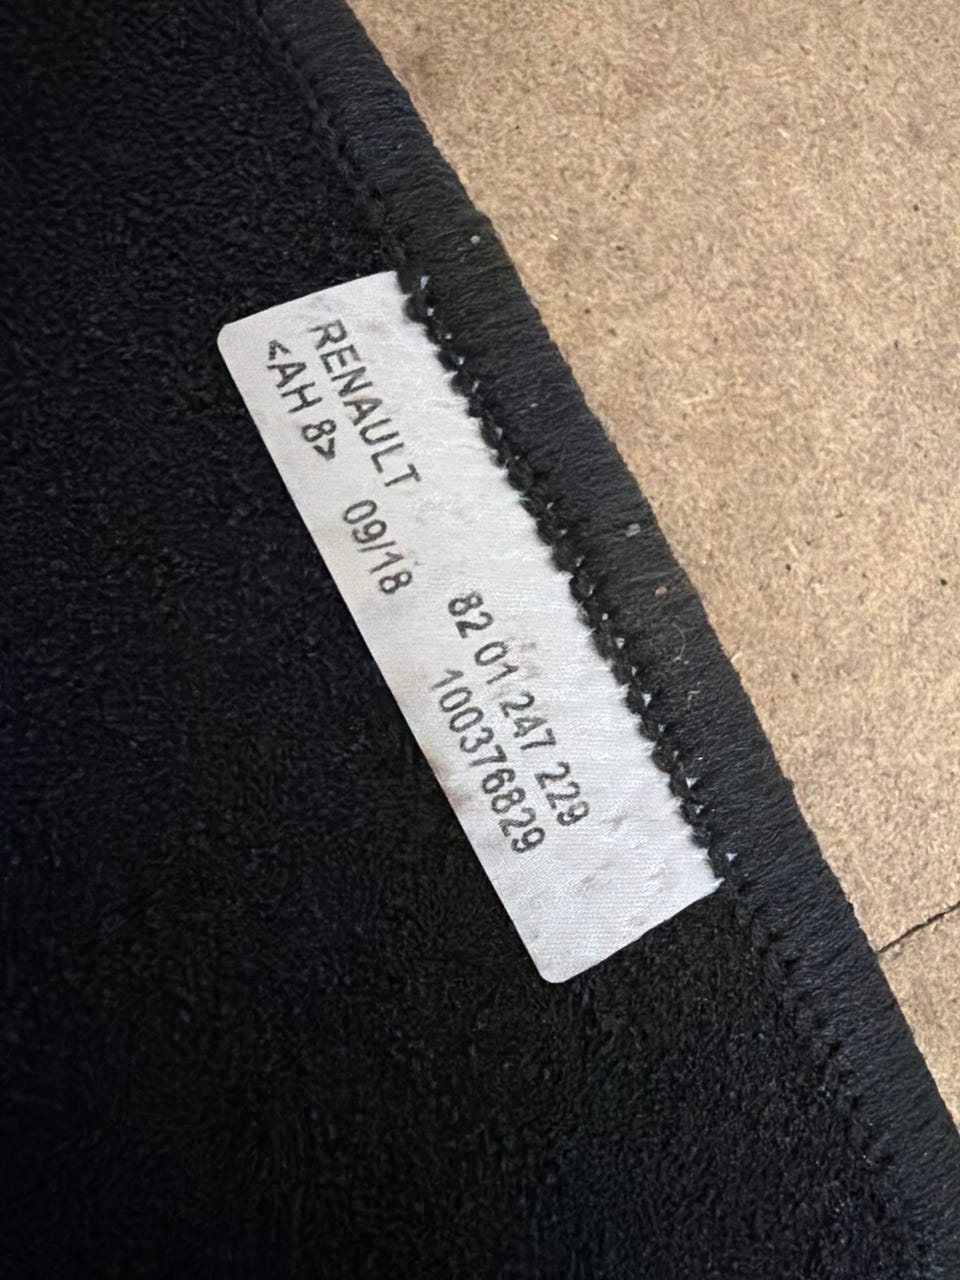 RENAULT 82 01 247 229
<AH 8> 09/18 100376829